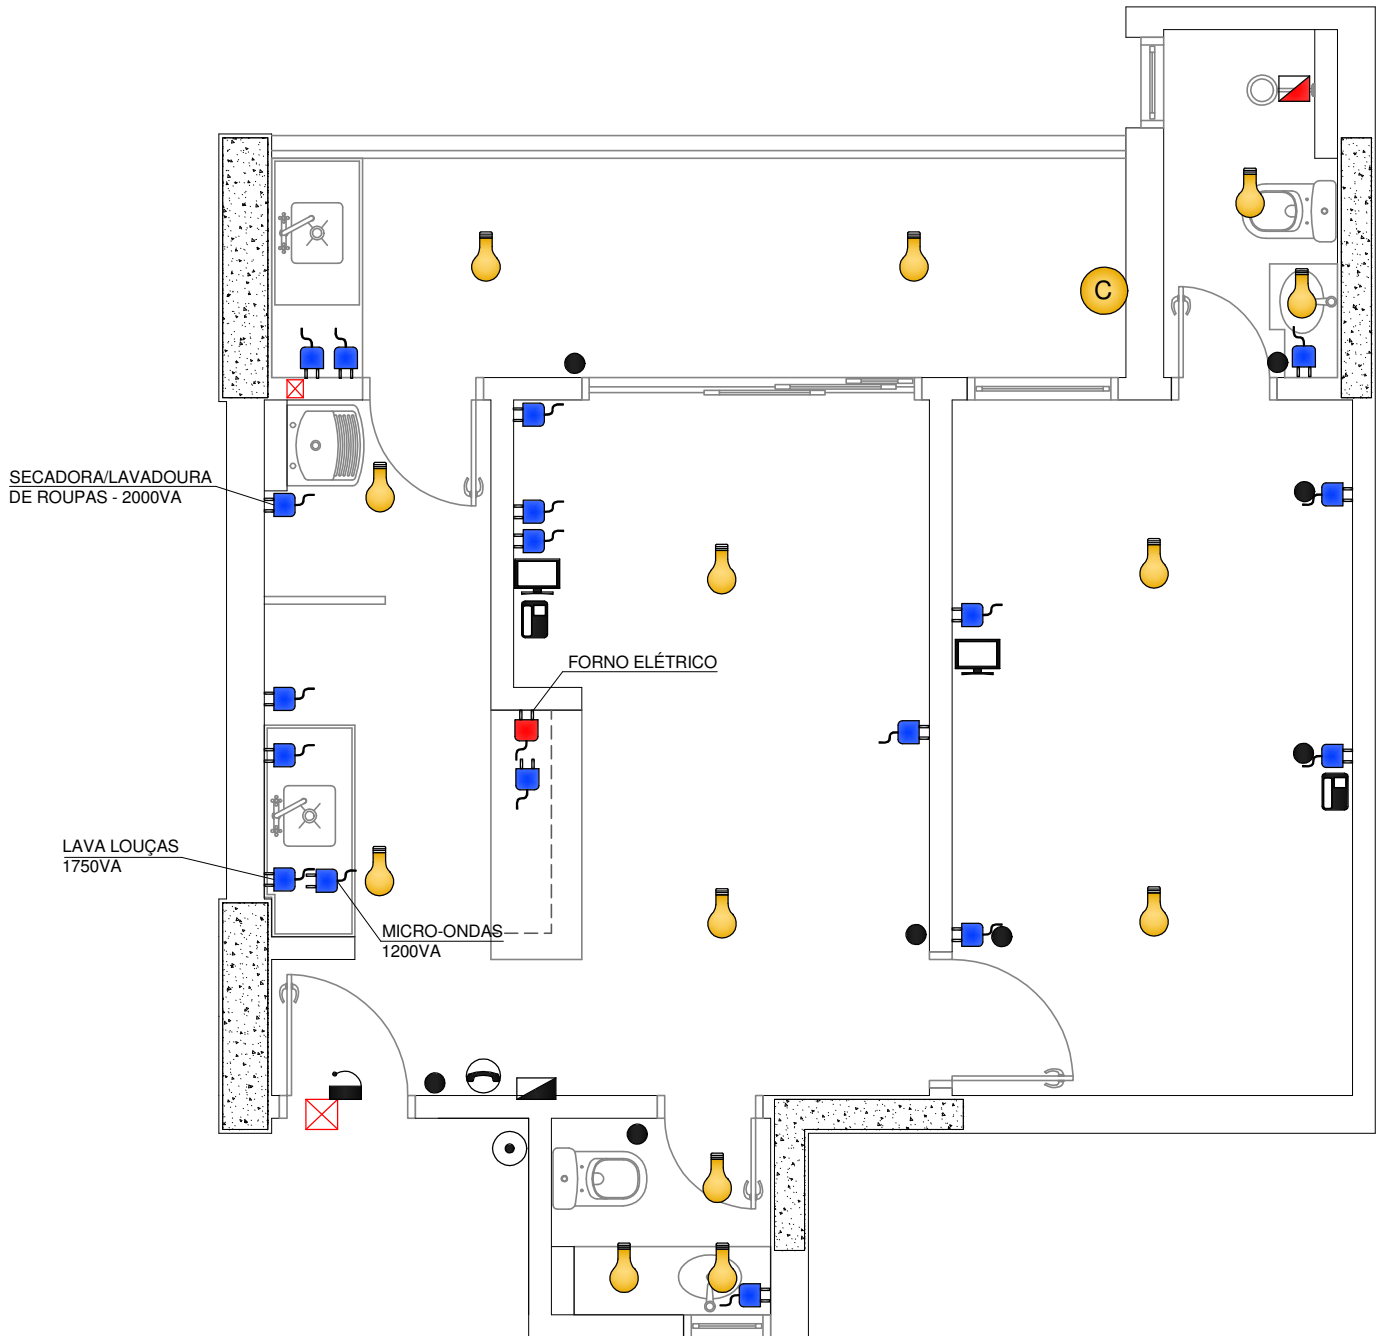 C
SECADORA/LAVADOURA
DE ROUPAS - 2000VA
FORNO ELÉTRICO
LAVA LOUÇAS
1750VA
MICRO-ONDAS
1200VA